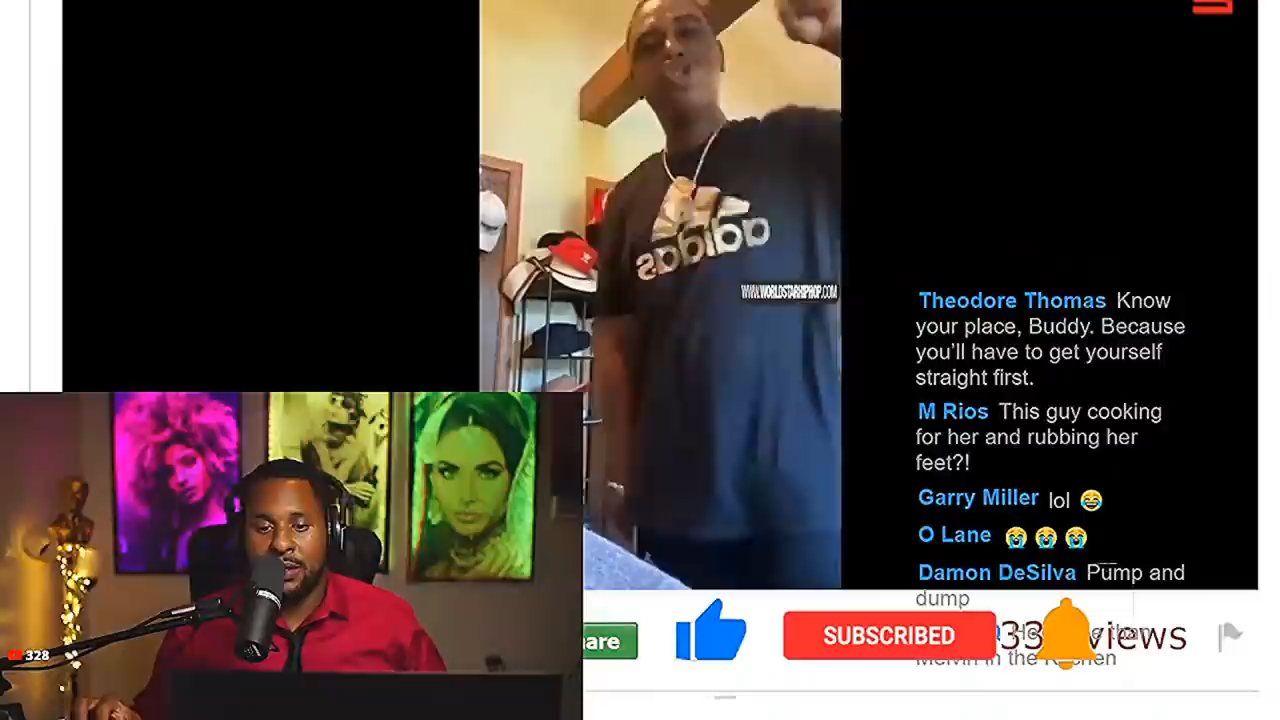 adidas
WWW.WORLDSTARHIPHOP.COM
Theodore Thomas Know
your place, Buddy. Because
you'll have to get yourself
straight first.
M Rios This guy cooking
for her and rubbing her
feet?!
Garry Miller lol 😂
O Lane 😭 😭 😭
Damon DeSilva Pump and
dump
328
are
SUBSCRIBED
33
views
in the